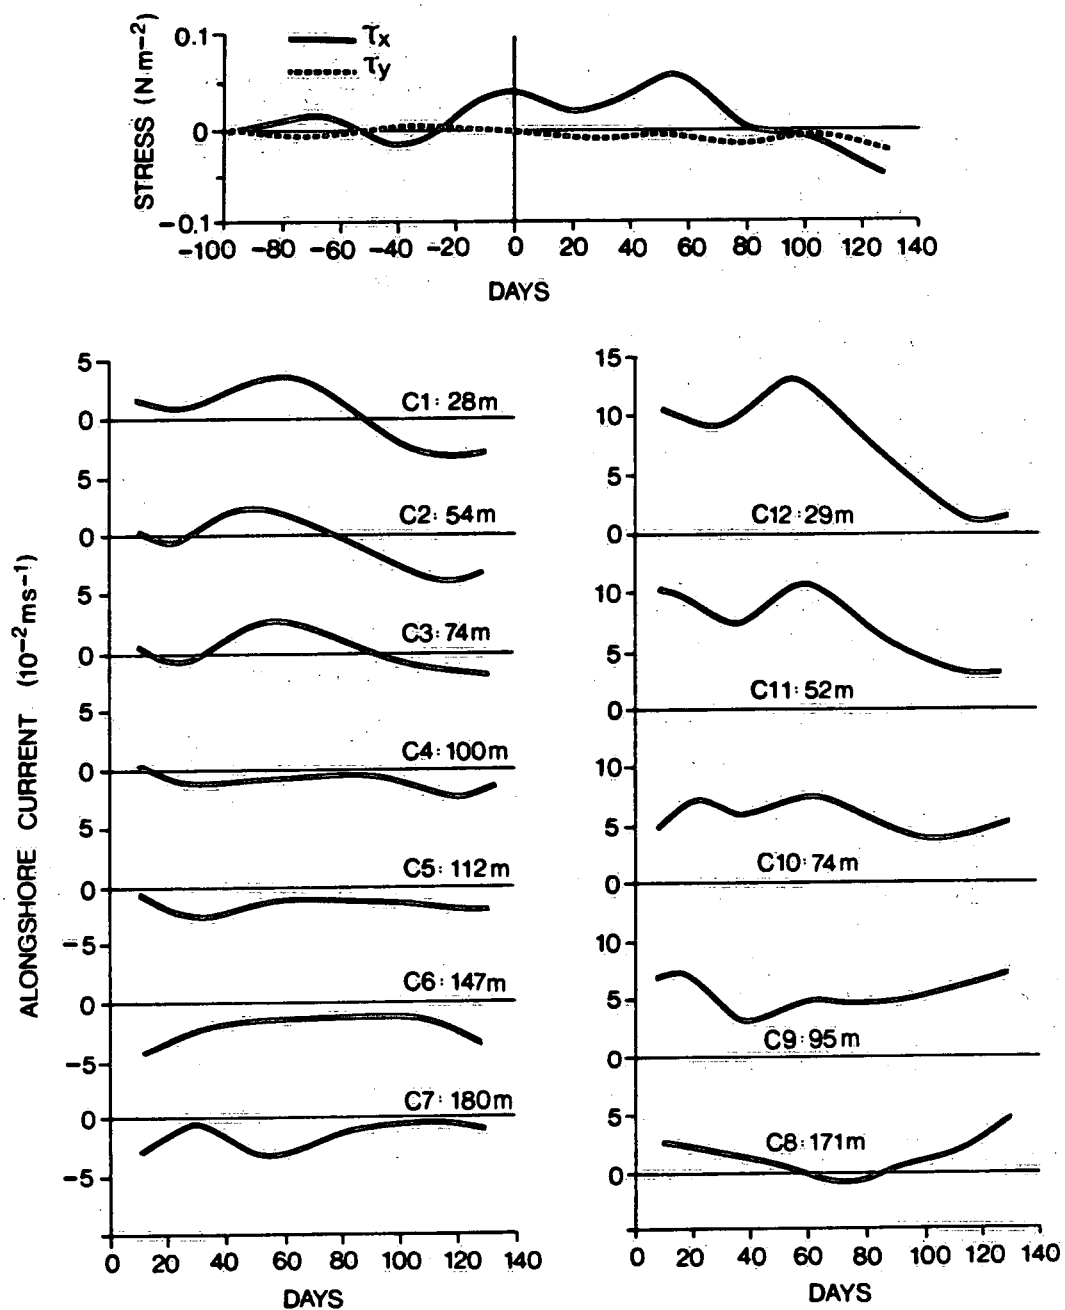 τx
τy
STRESS (N m-2)
0.1
0
-0.1
-100 -80 -60 -40 -20 0 20 40 60 80 100 120 140
DAYS
ALONGSHORE CURRENT (10-2 ms-1)
5
0
C1: 28m
5
0
C2: 54m
5
0
C3: 74m
5
0
C4: 100m
5
0
C5: 112m
-5
0
C6: 147m
-5
0
C7: 180m
-5
0 20 40 60 80 100 120 140
DAYS
15
10
5
C12: 29m
0
10
5
C11: 52m
0
10
5
C10: 74m
0
10
5
C9: 95m
0
5
C8: 171m
0
0 20 40 60 80 100 120 140
DAYS